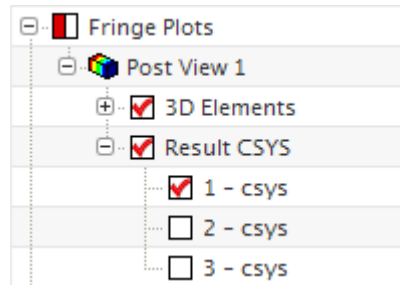 Fringe Plots
Post View 1
3D Elements
Result CSYS
1 - csys
2 - csys
3 - csys